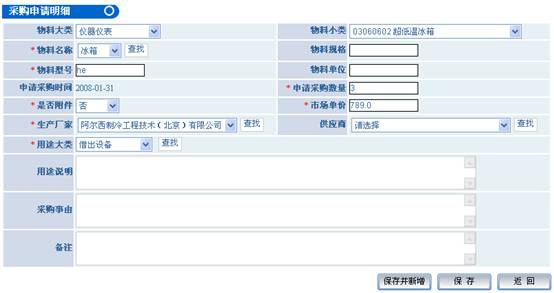 采购申请明细
物料大类 仪器仪表 物料小类 03060602 超低温冰箱
* 物料名称 冰箱 查找 物料规格
* 物料型号 he 物料单位
申请采购时间 2008-01-31 * 申请采购数量 3
* 是否附件 否 * 市场单价 789.0
* 生产厂家 阿尔西制冷工程技术(北京)有限公司 查找 供应商 请选择 查找
* 用途大类 借出设备 查找
用途说明
采购事由
备注
保存并新增 保 存 返 回